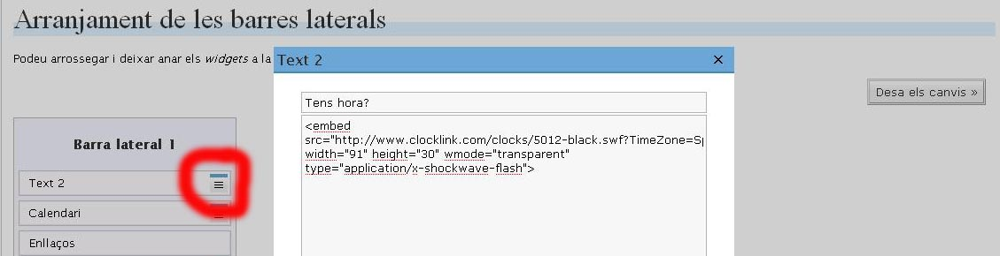 Arranjament de les barres laterals
Podeu arrossegar i deixar anar els widgets a la
Text 2
Desa els canvis »
Tens hora?
<embed
src="http://www.clocklink.com/clocks/5012-black.swf?TimeZone=Sp
width="91" height="30" wmode="transparent"
type="application/x-shockwave-flash">
Barra lateral 1
Text 2
Calendari
Enllaços